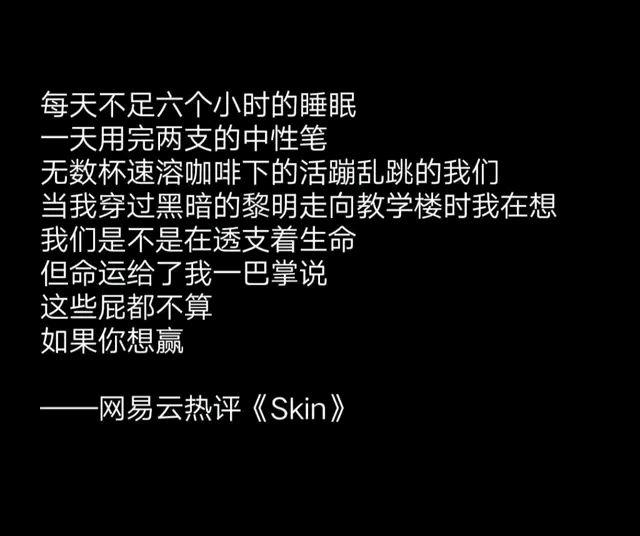 每天不足六个小时的睡眠
一天用完两支的中性笔
无数杯速溶咖啡下的活蹦乱跳的我们
当我穿过黑暗的黎明走向教学楼时我在想
我们是不是在透支着生命
但命运给了我一巴掌说
这些屁都不算
如果你想赢
——网易云热评《Skin》